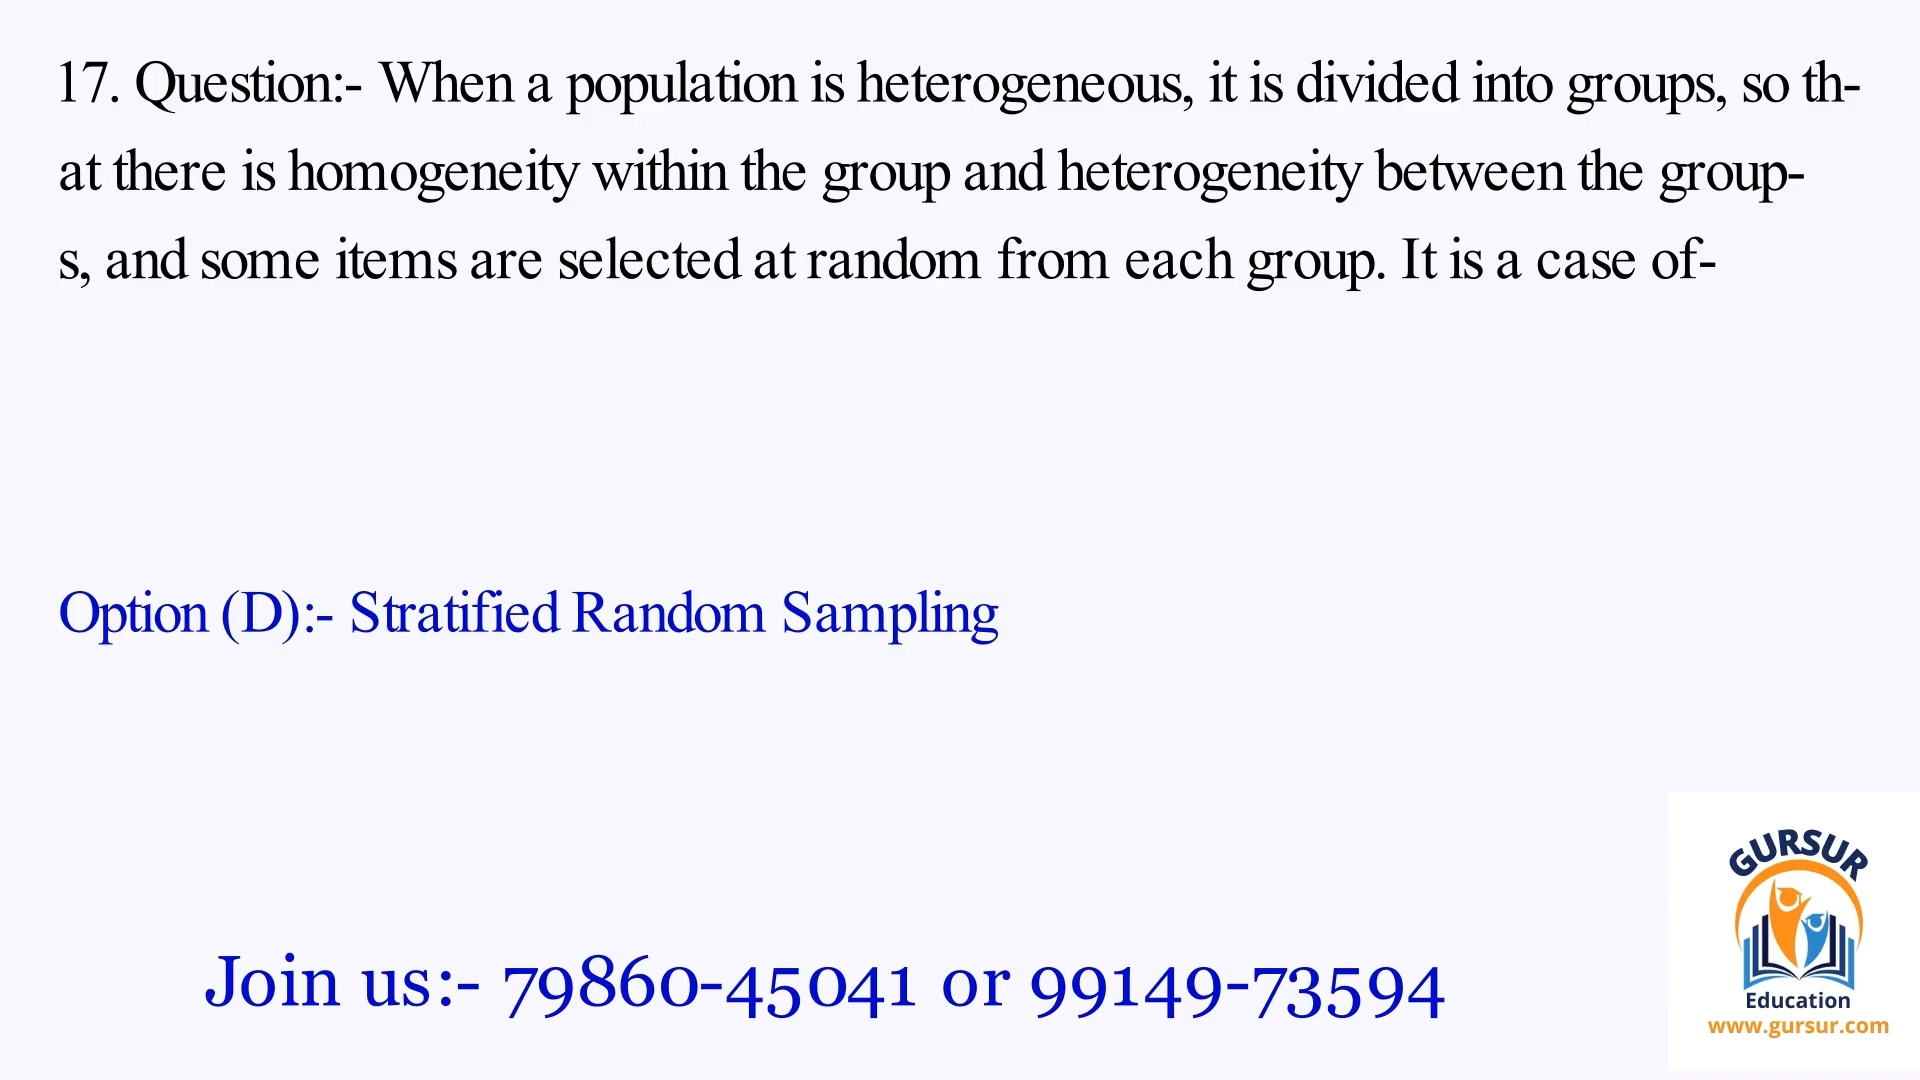 17. Question:- When a population is heterogeneous, it is divided into groups, so th-
at there is homogeneity within the group and heterogeneity between the group-
s, and some items are selected at random from each group. It is a case of-
Option (D):- Stratified Random Sampling
Join us:- 79860-45041 or 99149-73594
GURSUR
Education
www.gursur.com